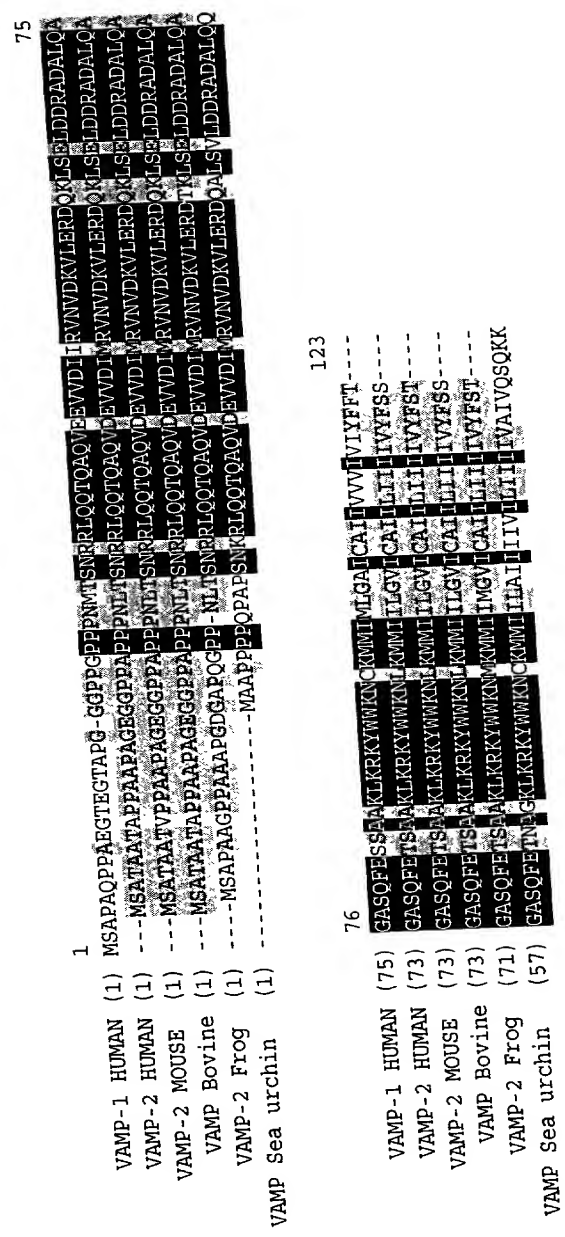 1 75
VAMP-1 HUMAN (1) MSAPAQPPAEGTEGTAPG-GGPPGPPPNMTSNRRLQQTQAQVEEVVDIIRVNVDKVLERDQKLSELDDRADALQA
VAMP-2 HUMAN (1) ---MSATAATAPPAAPAGEGGPPAPPPNLTSNRRLQQTQAQVDEVVDIMRVNVDKVLERDQKLSELDDRADALQA
VAMP-2 MOUSE (1) ---MSATAATVPPAAPAGEGGPPAPPPNLTSNRRLQQTQAQVDEVVDIMRVNVDKVLERDQKLSELDDRADALQA
VAMP Bovine (1) ---MSATAATAPPAAPAGEGGPPAPPPNLTSNRRLQQTQAQVDEVVDIMRVNVDKVLERDQKLSELDDRADALQA
VAMP-2 Frog (1) ----MSAPAAGPPAAAPGDGAPQGPP-NLTSNRRLQQTQAQVDEVVDIMRVNVDKVLERDTKLSELDDRADALQA
VAMP Sea urchin (1) -------------------MAAPPPPQPAPSNKRLQQTQAQVDEVVDIMRVNVDKVLERDQALSVLDDRADALQQ
76 123
VAMP-1 HUMAN (75) GASQFESSAAKLKRKYWWKNCKMMIMLGAICAIIVVVIVIYFFT----
VAMP-2 HUMAN (73) GASQFETSAAKLKRKYWWKNLKMMIILGVICAIILIIIIVYFSS----
VAMP-2 MOUSE (73) GASQFETSAAKLKRKYWWKNLKMMIILGVICAIILIIIIVYFST----
VAMP Bovine (73) GASQFETSAAKLKRKYWWKNLKMMIILGVICAIILIIIIVYFSS----
VAMP-2 Frog (71) GASQFETSAAKLKRKYWWKNMKMMIIMGVICAIILIIIIVYFST----
VAMP Sea urchin (57) GASQFETNAGKLKRKYWWKNCKMMIILAIIIIVILIIIIVAIVQSQKK